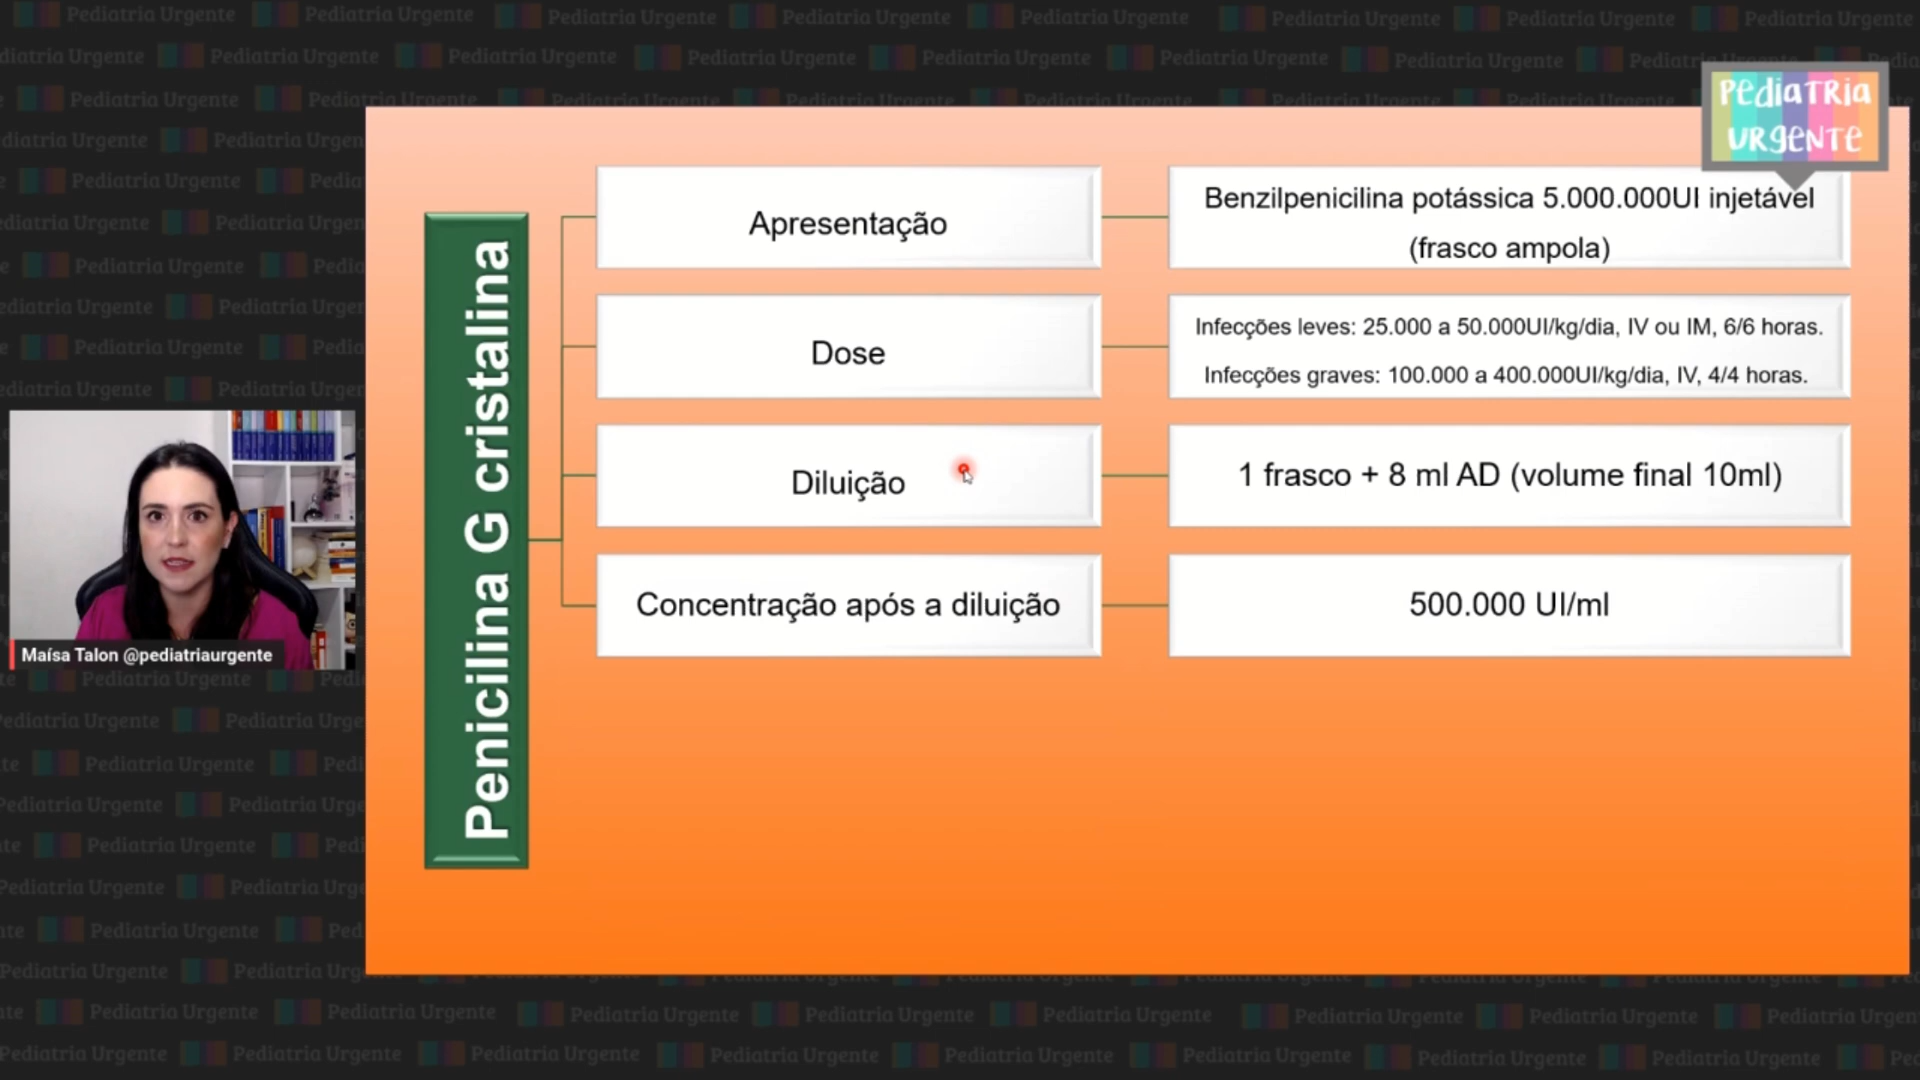 PEDIATRIA
URGENTE
Penicilina G cristalina
Apresentação
Benzilpenicilina potássica 5.000.000UI injetável
(frasco ampola)
Dose
Infecções leves: 25.000 a 50.000UI/kg/dia, IV ou IM, 6/6 horas.
Infecções graves: 100.000 a 400.000UI/kg/dia, IV, 4/4 horas.
Diluição
1 frasco + 8 ml AD (volume final 10ml)
Concentração após a diluição
500.000 UI/ml
Maísa Talon @pediatriaurgente